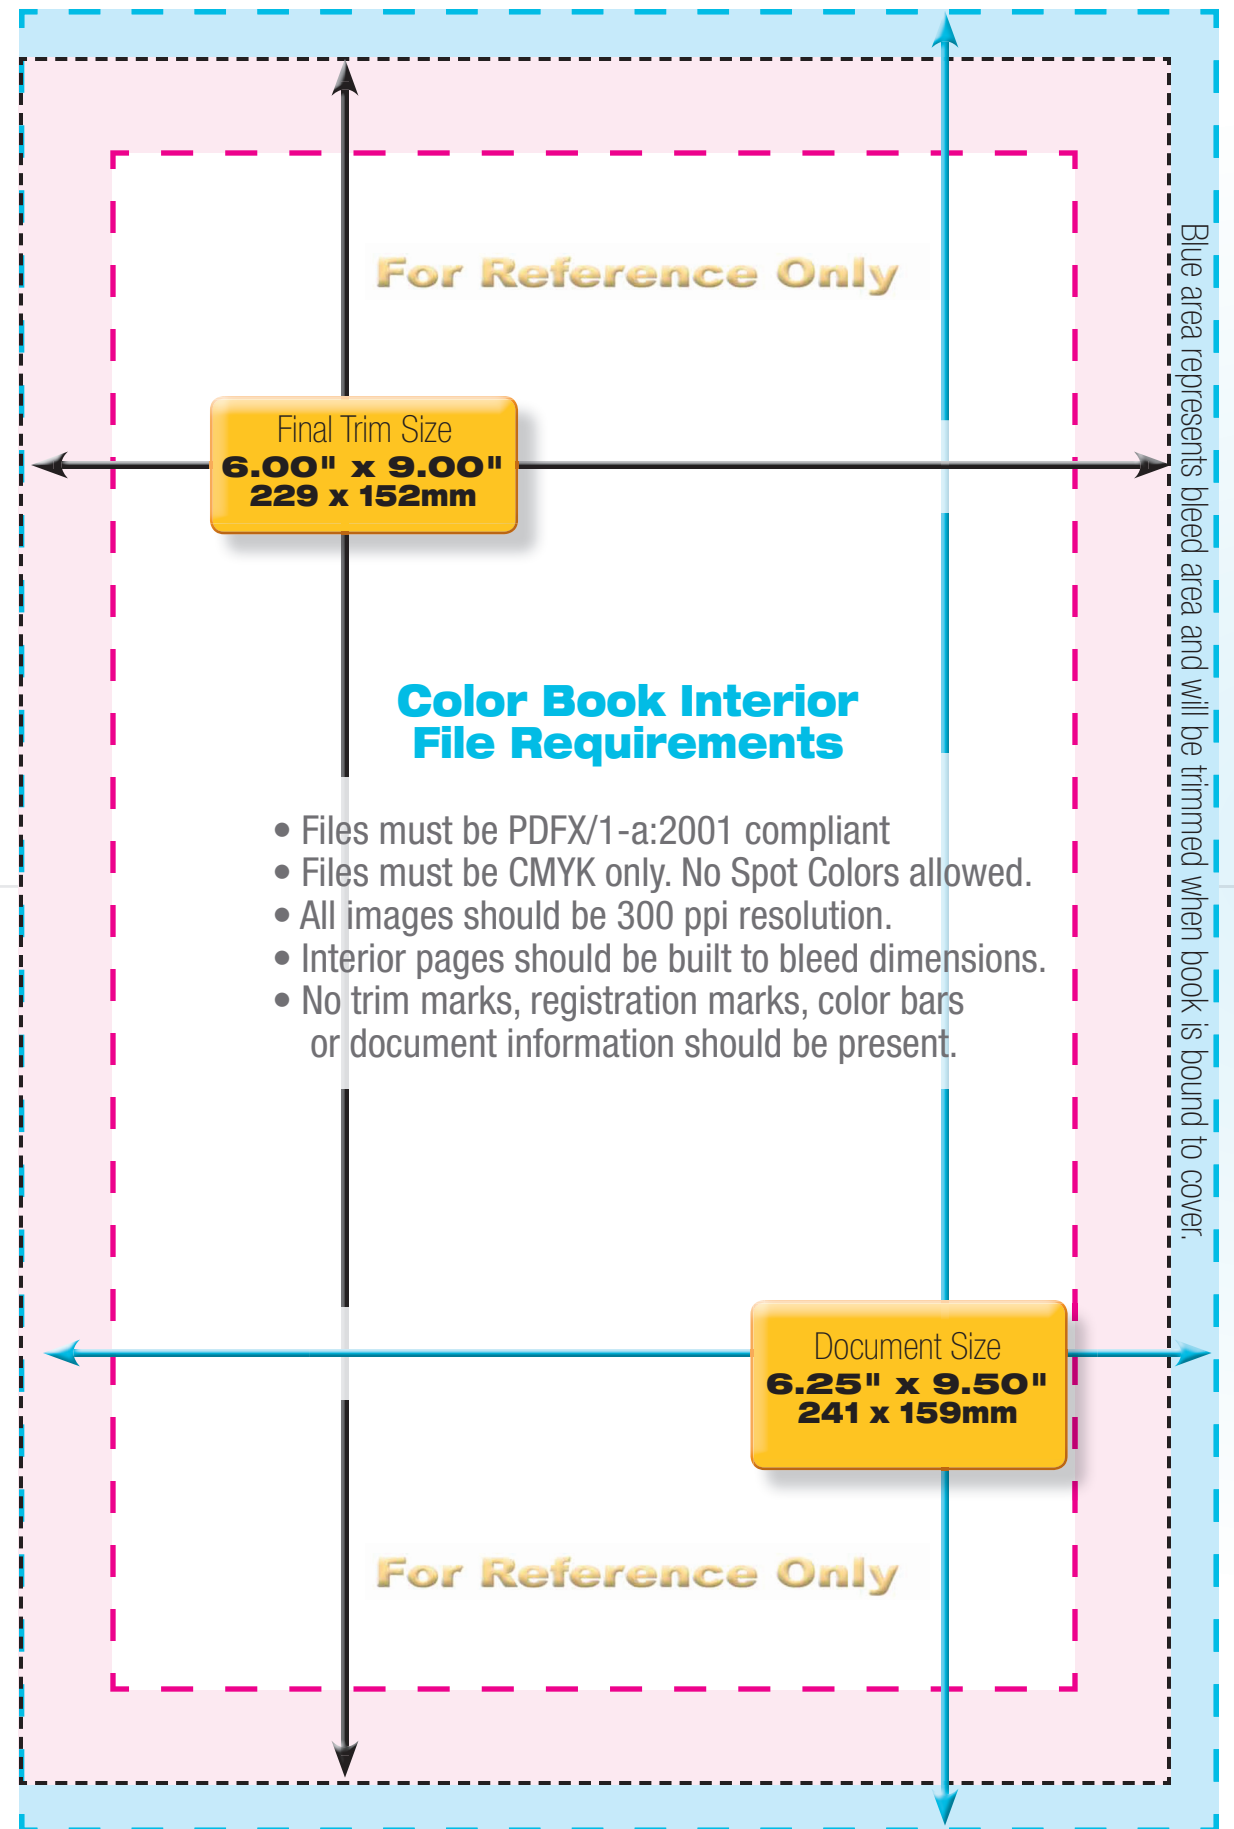 For Reference Only
Final Trim Size
6.00" x 9.00"
229 x 152mm
Color Book Interior
File Requirements
• Files must be PDFX/1-a:2001 compliant
• Files must be CMYK only. No Spot Colors allowed.
• All images should be 300 ppi resolution.
• Interior pages should be built to bleed dimensions.
• No trim marks, registration marks, color bars
or document information should be present.
Document Size
6.25" x 9.50"
241 x 159mm
For Reference Only
Blue area represents bleed area and will be trimmed when book is bound to cover.